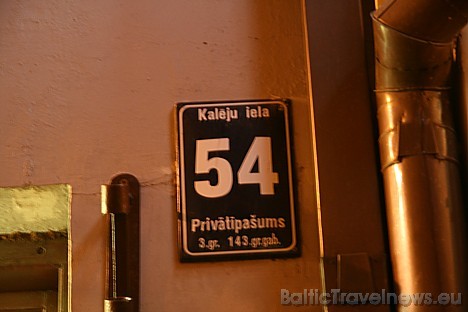 Kalēju iela
54
Privātīpašums
3.gr. 143.gr.gab.
BalticTravelnews.eu